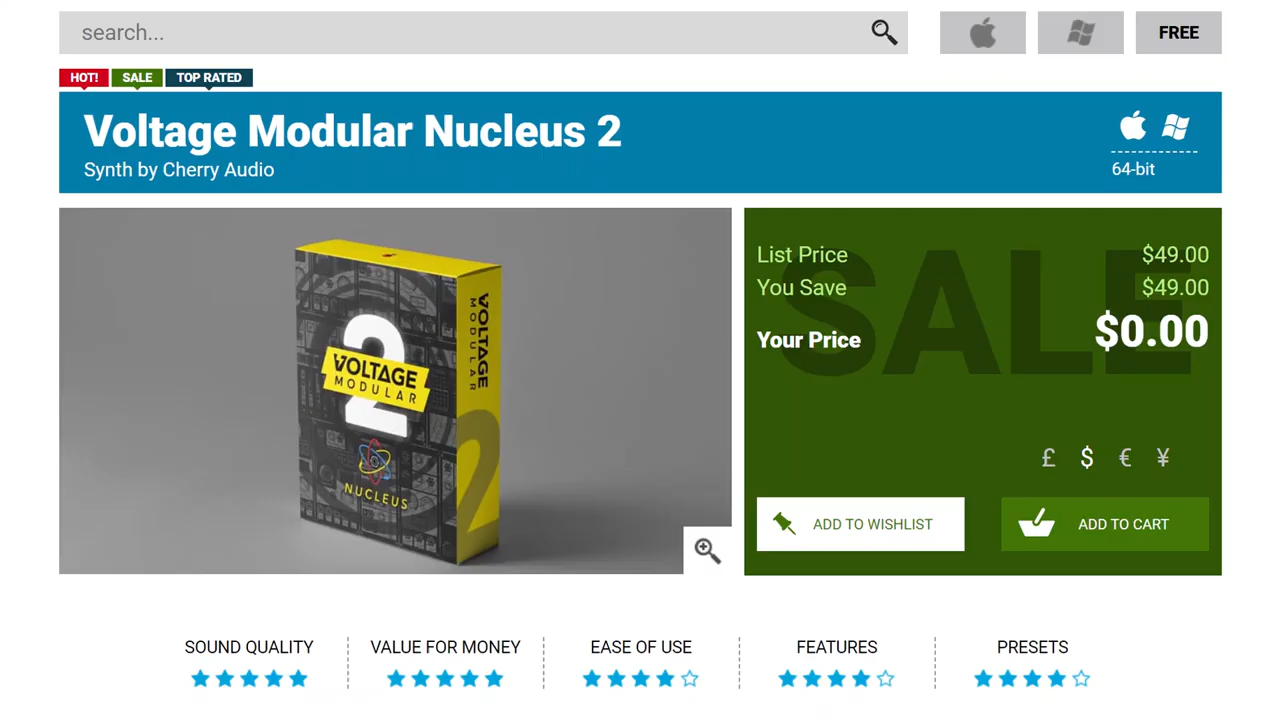 search...
FREE
HOT!
SALE
TOP RATED
Voltage Modular Nucleus 2
Synth by Cherry Audio
64-bit
2
VOLTAGE
MODULAR
NUCLEUS
VOLTAGE
MODULAR
2
SALE
List Price $49.00
You Save $49.00
Your Price $0.00
£ $ € ¥
ADD TO WISHLIST
ADD TO CART
SOUND QUALITY
VALUE FOR MONEY
EASE OF USE
FEATURES
PRESETS